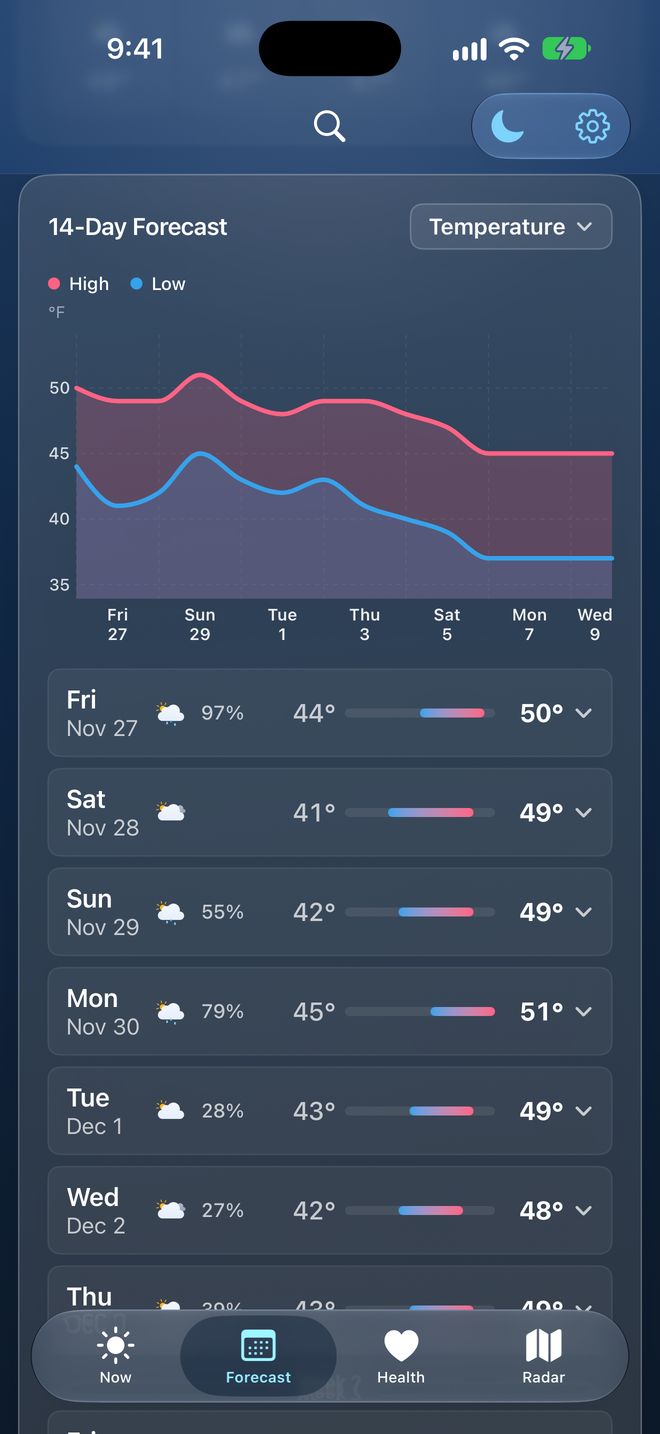 9:41
14-Day Forecast
Temperature
High Low
°F
50
45
40
35
Fri Sun Tue Thu Sat Mon Wed
27 29 1 3 5 7 9
Fri
Nov 27
97% 44° 50°
Sat
Nov 28
41° 49°
Sun
Nov 29
55% 42° 49°
Mon
Nov 30
79% 45° 51°
Tue
Dec 1
28% 43° 49°
Wed
Dec 2
27% 42° 48°
Thu
39% 43° 49°
Now Forecast Health Radar